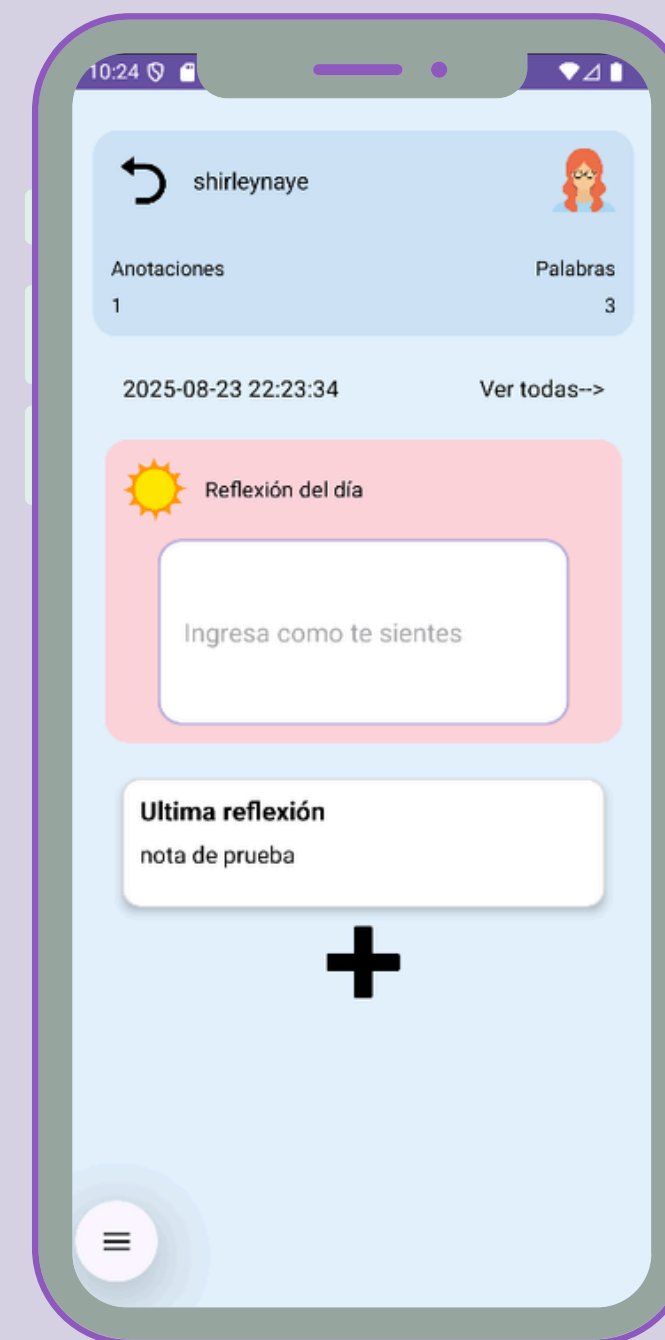 10:24
shirleynaye
Anotaciones Palabras
1 3
2025-08-23 22:23:34 Ver todas-->
Reflexión del día
Ingresa como te sientes
Ultima reflexión
nota de prueba